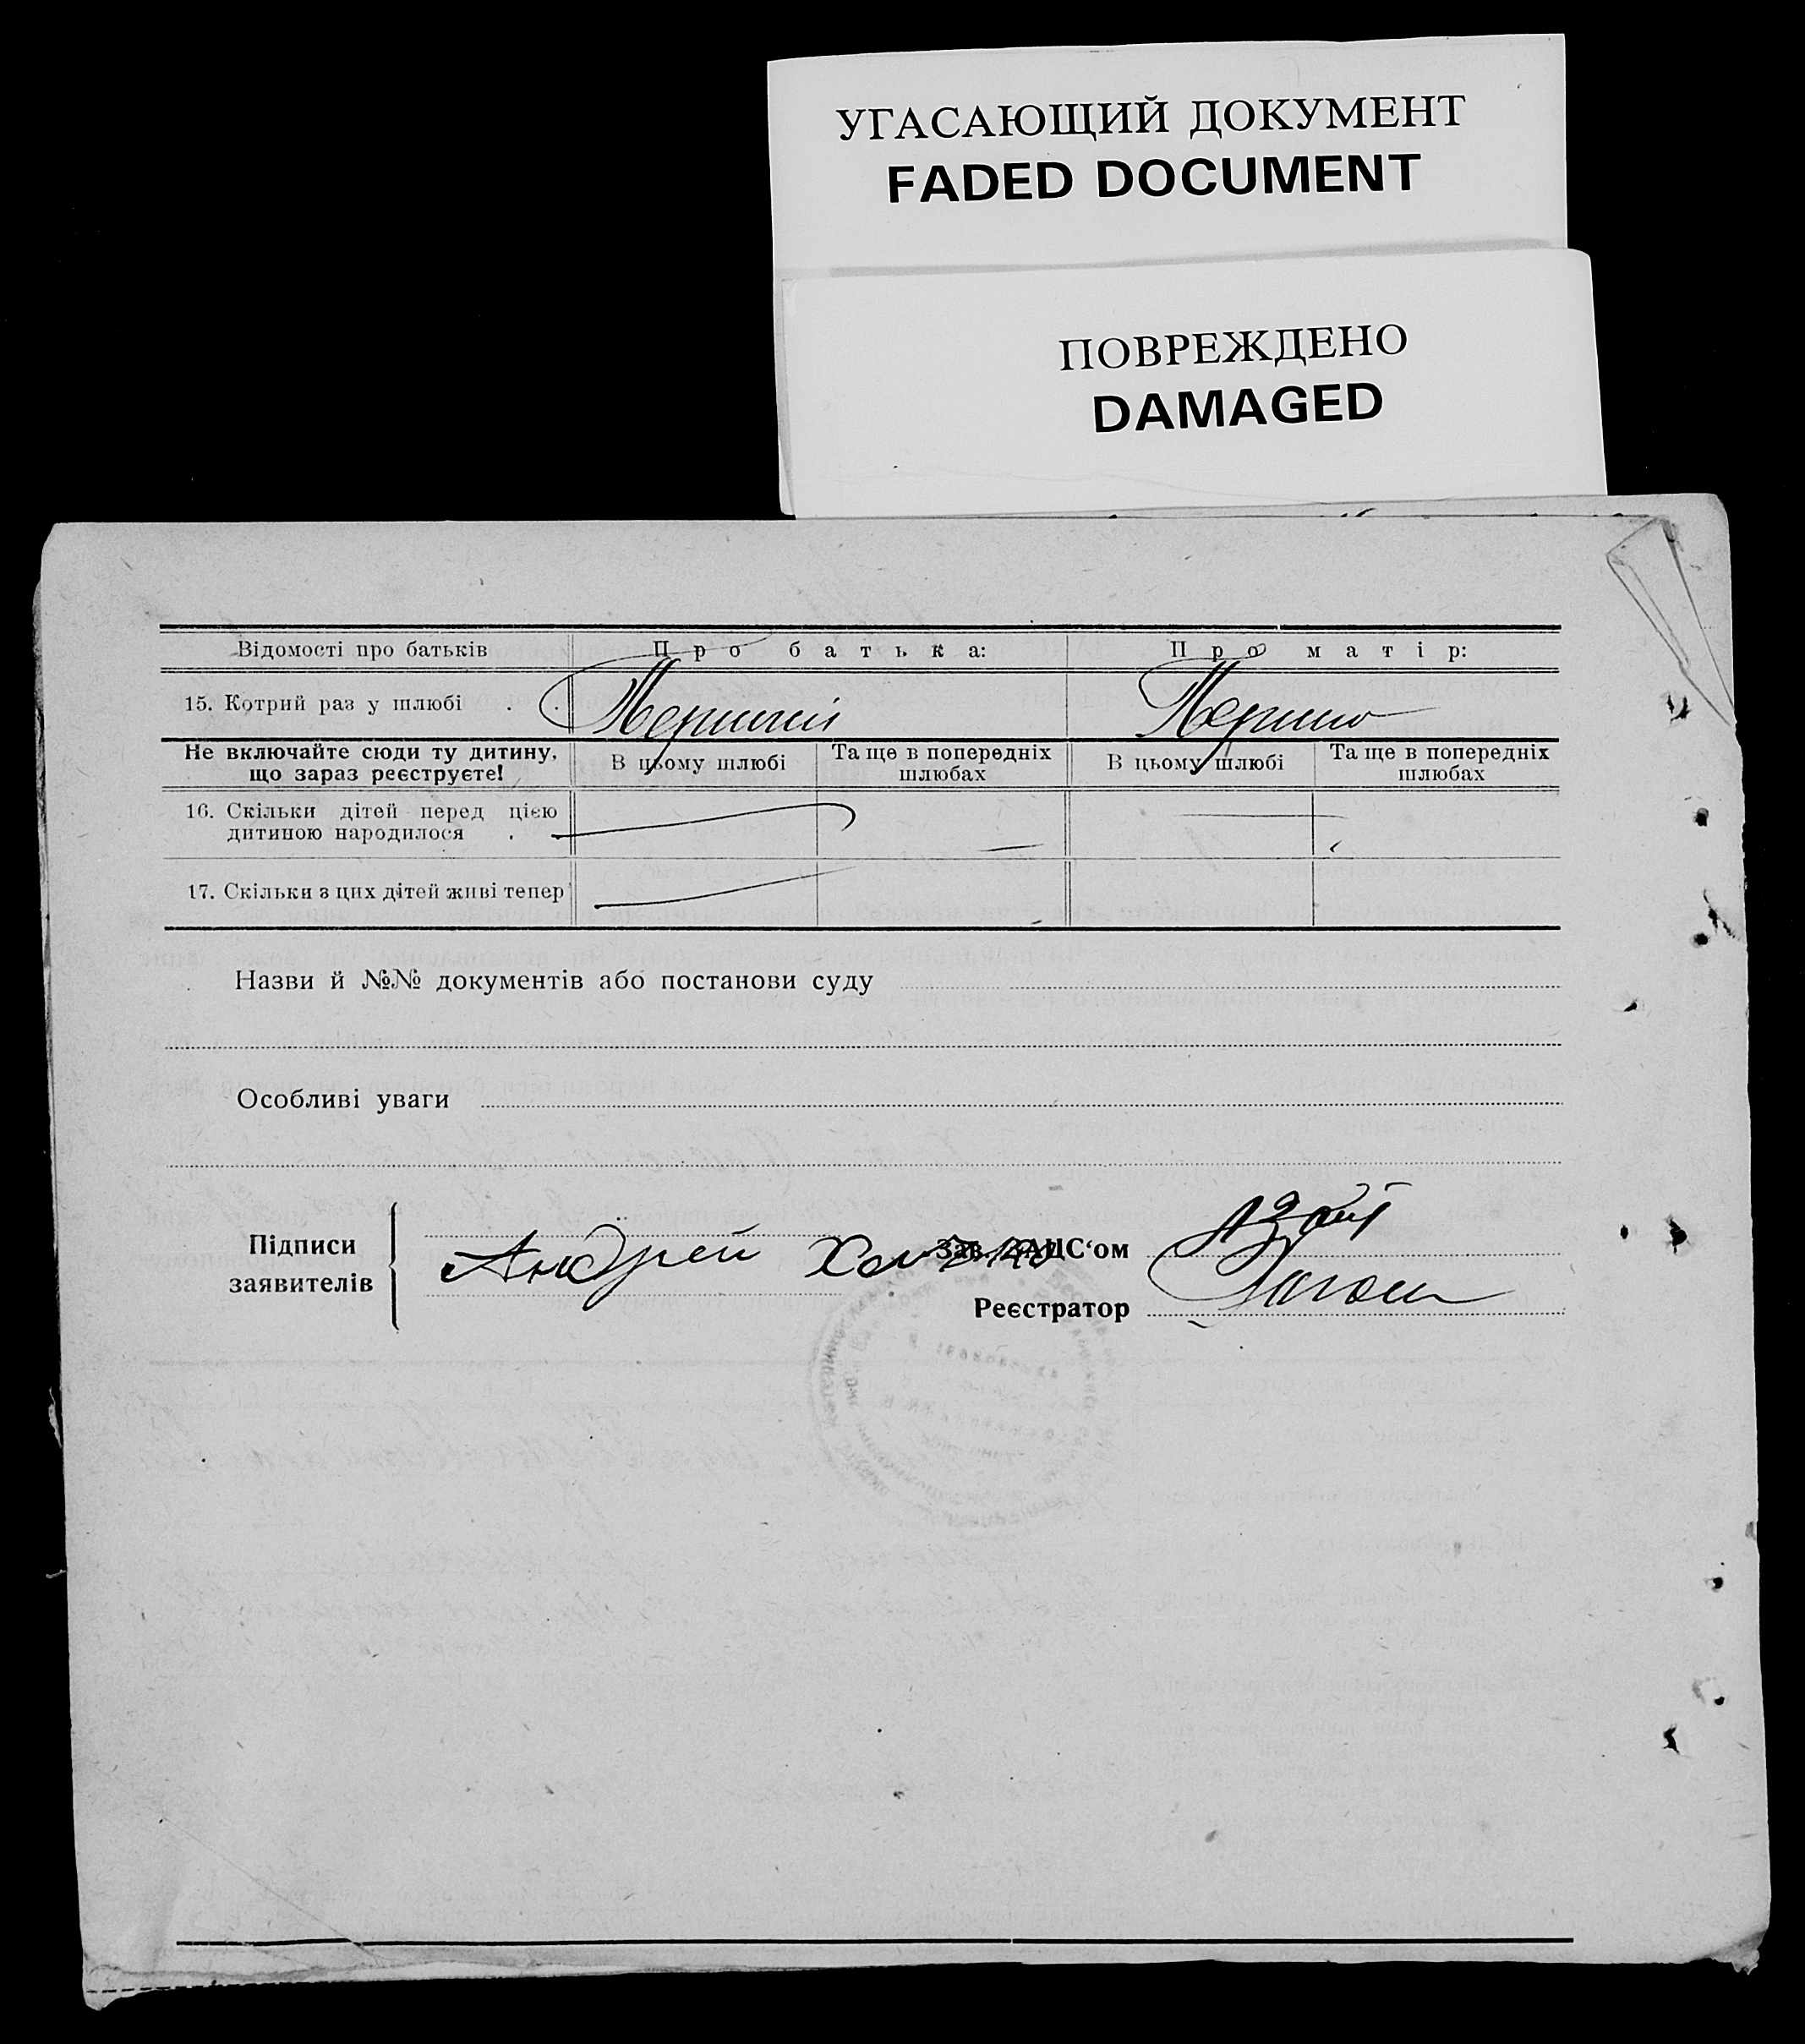 УГАСАЮЩИЙ ДОКУМЕНТ
FADED DOCUMENT
ПОВРЕЖДЕНО
DAMAGED
Відомості про батьків Про батька: Про матір:
15. Котрий раз у шлюбі . .
Не включайте сюди ту дитину, що зараз реєструєте! В цьому шлюбі Та ще в попередніх шлюбах В цьому шлюбі Та ще в попередніх шлюбах
16. Скільки дітей перед цією
дитиною народилося . .
17. Скільки з цих дітей живі тепер
Назви й №№ документів або постанови суду
Особливі уваги
Підписи
заявителів
Андрей
Зав. ЗАЦС‘ом
Реєстратор